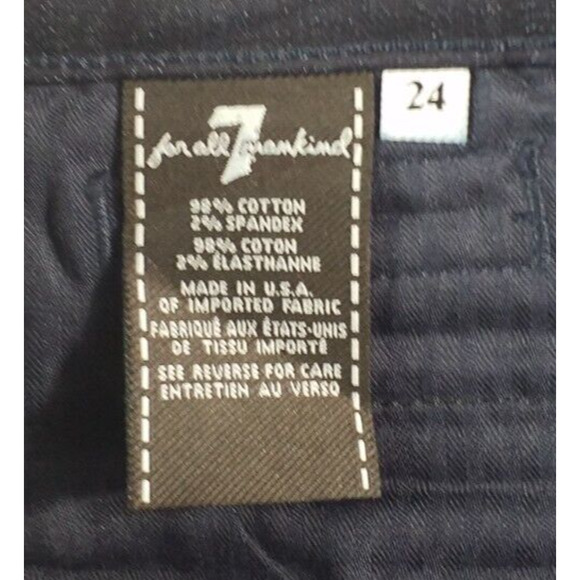 24
7
for all mankind
98% COTTON
2% SPANDEX
98% COTON
2% ÉLASTHANNE
MADE IN U.S.A.
OF IMPORTED FABRIC
FABRIQUÉ AUX ÉTATS-UNIS
DE TISSU IMPORTÉ
SEE REVERSE FOR CARE
ENTRETIEN AU VERSO